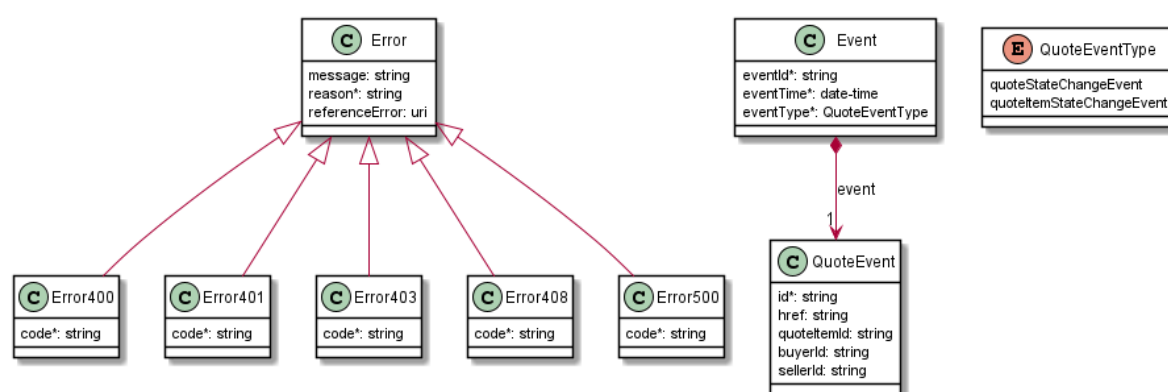 C Error
message: string
reason*: string
referenceError: uri
C Event
eventId*: string
eventTime*: date-time
eventType*: QuoteEventType
E QuoteEventType
quoteStateChangeEvent
quoteItemStateChangeEvent
event
1
C Error400
code*: string
C Error401
code*: string
C Error403
code*: string
C Error408
code*: string
C Error500
code*: string
C QuoteEvent
id*: string
href: string
quoteItemId: string
buyerId: string
sellerId: string